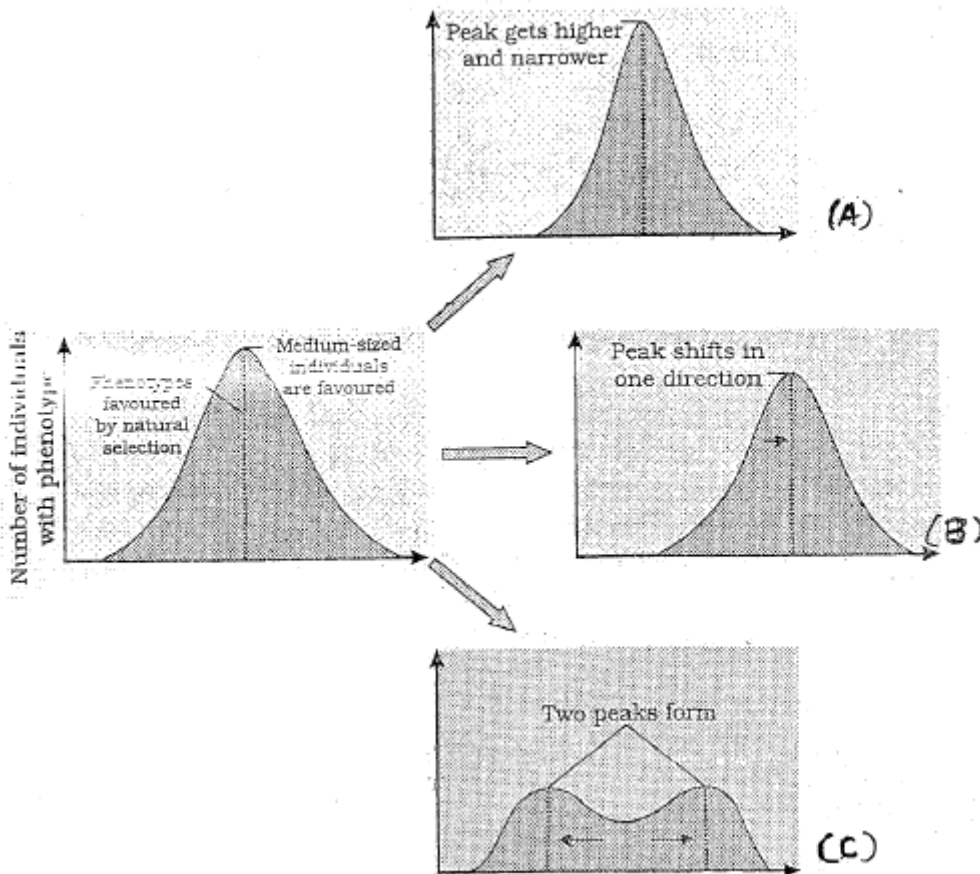 Peak gets higher
and narrower
(A)
Number of individuals
with phenotype
Medium-sized
individuals
are favoured
Phenotypes
favoured
by natural
selection
Peak shifts in
one direction
(B)
Two peaks form
(C)